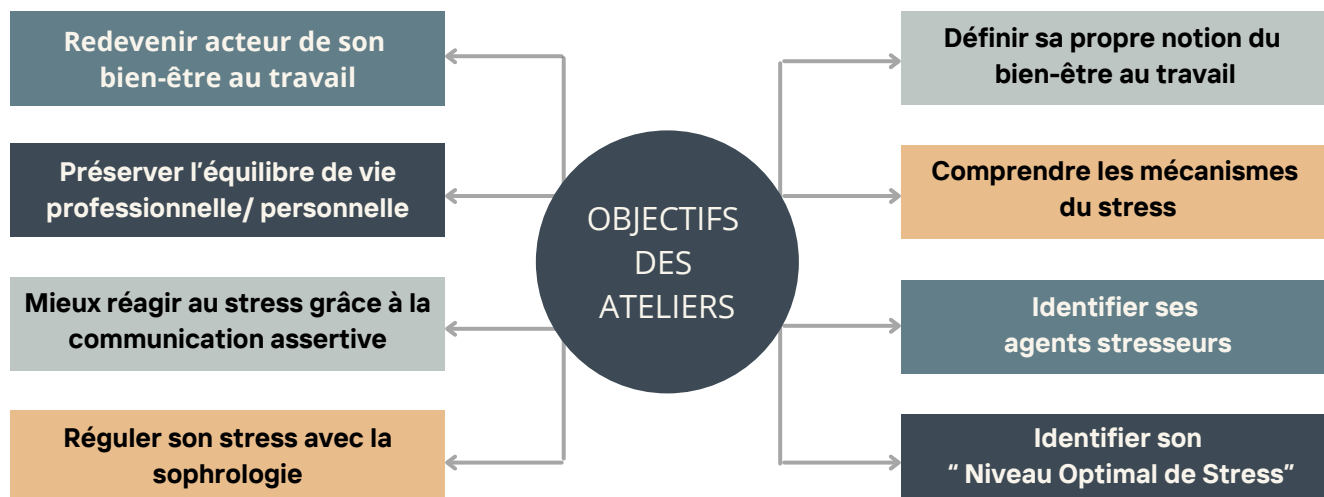 Redevenir acteur de son
bien-être au travail
Préserver l'équilibre de vie
professionnelle/ personnelle
Mieux réagir au stress grâce à la
communication assertive
Réguler son stress avec la
sophrologie
OBJECTIFS
DES
ATELIERS
Définir sa propre notion du
bien-être au travail
Comprendre les mécanismes
du stress
Identifier ses
agents stresseurs
Identifier son
“ Niveau Optimal de Stress”